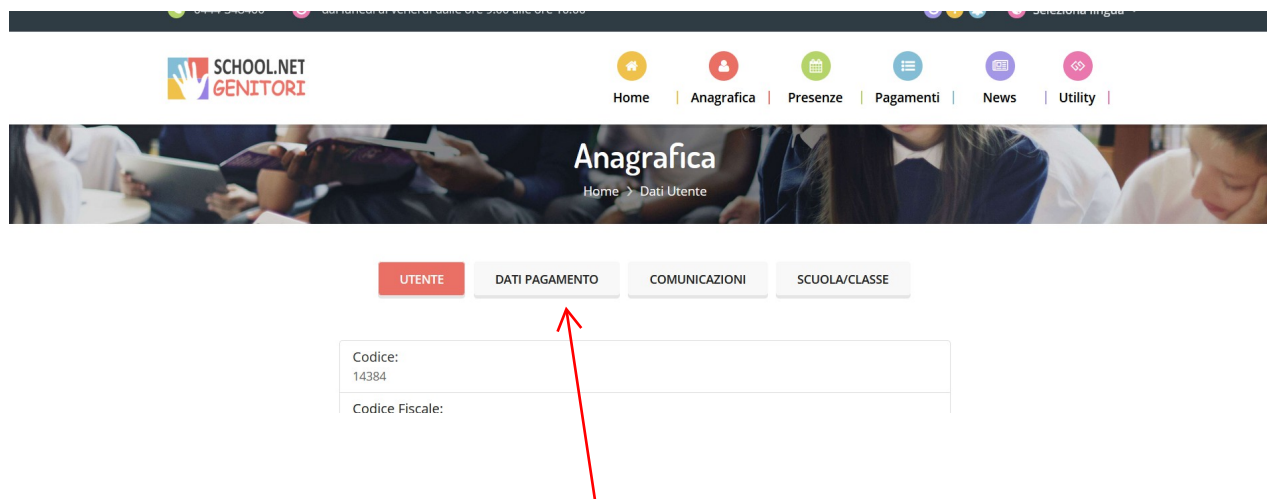 SCHOOL.NET
GENITORI
Home Anagrafica Presenze Pagamenti News Utility
Anagrafica
Home > Dati Utente
UTENTE DATI PAGAMENTO COMUNICAZIONI SCUOLA/CLASSE
Codice:
14384
Codice Fiscale: